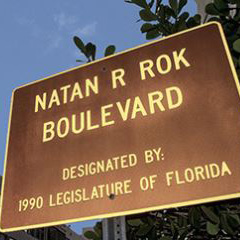 NATAN R ROK
BOULEVARD
DESIGNATED BY:
1990 LEGISLATURE OF FLORIDA